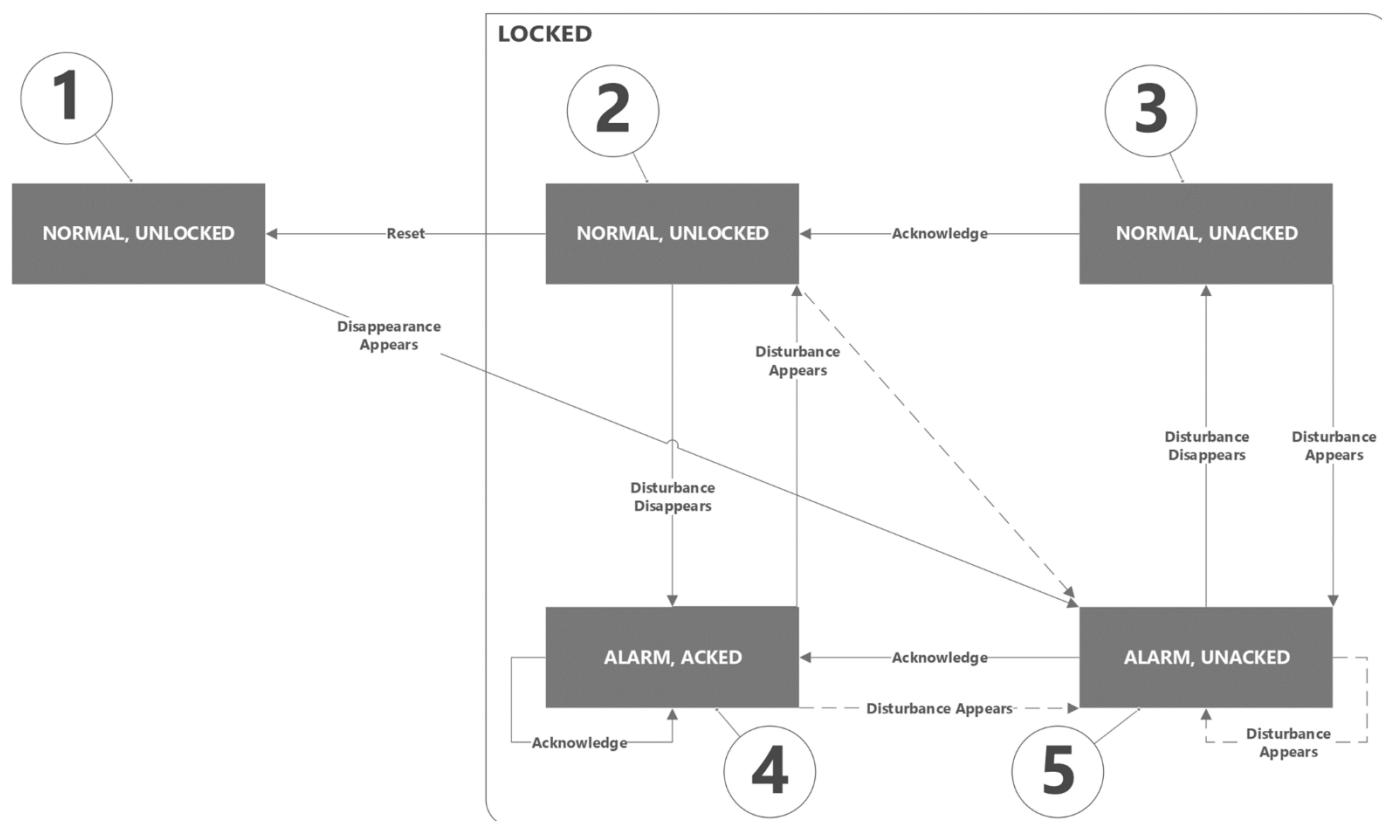 LOCKED
1
2
3
NORMAL, UNLOCKED
Reset
NORMAL, UNLOCKED
Acknowledge
NORMAL, UNACKED
Disappearance
Appears
Disturbance
Appears
Disturbance
Disappears
Disturbance
Appears
Disturbance
Disappears
ALARM, ACKED
Acknowledge
ALARM, UNACKED
Disturbance Appears
Acknowledge
Disturbance
Appears
4
5